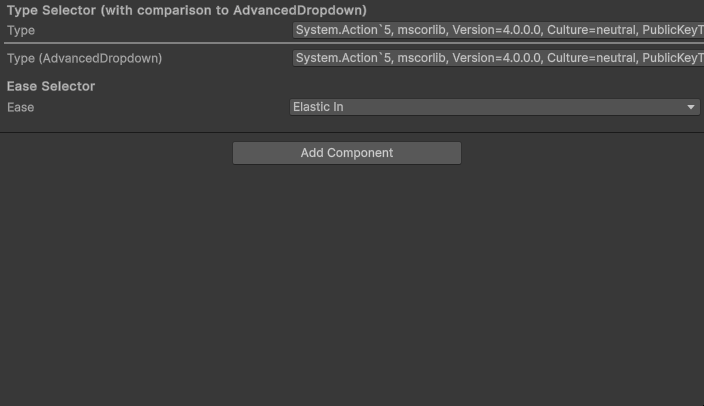 Type Selector (with comparison to AdvancedDropdown)
Type System.Action`5, mscorlib, Version=4.0.0.0, Culture=neutral, PublicKeyT
Type (AdvancedDropdown) System.Action`5, mscorlib, Version=4.0.0.0, Culture=neutral, PublicKeyT
Ease Selector
Ease Elastic In
Add Component